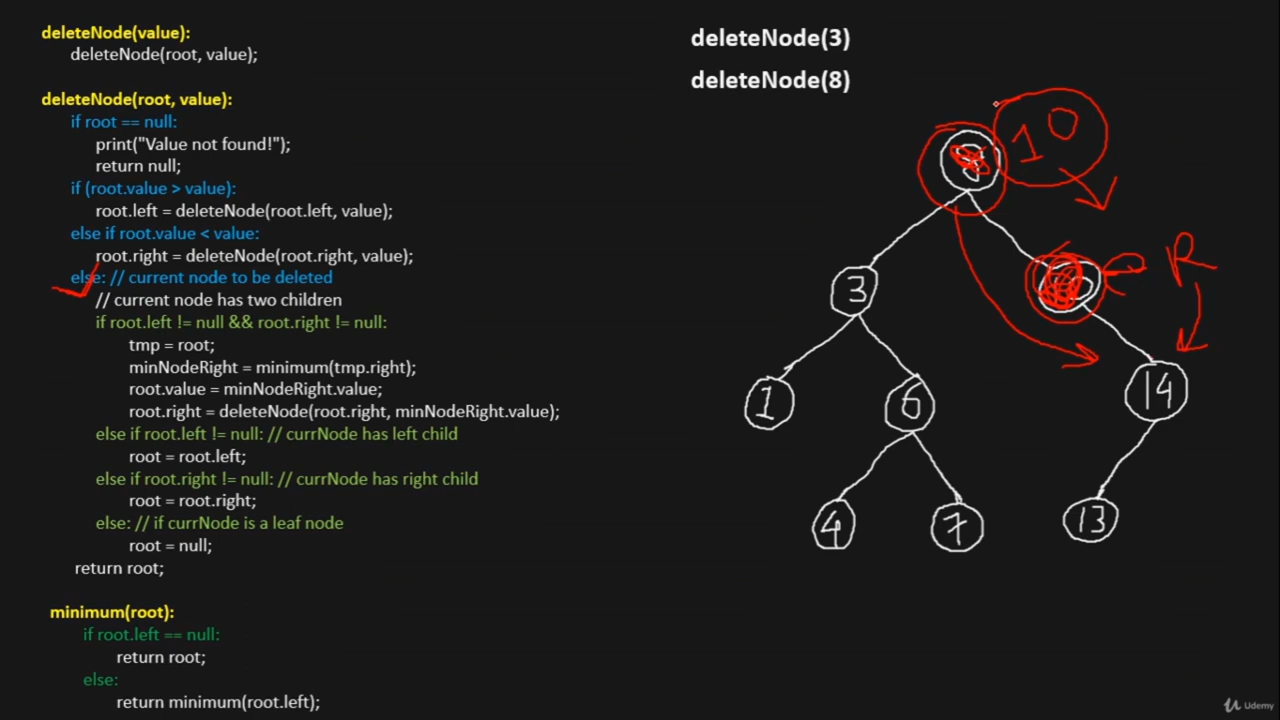 deleteNode(value):
deleteNode(root, value);
deleteNode(root, value):
if root == null:
print("Value not found!");
return null;
if (root.value > value):
root.left = deleteNode(root.left, value);
else if root.value < value:
root.right = deleteNode(root.right, value);
else: // current node to be deleted
// current node has two children
if root.left != null && root.right != null:
tmp = root;
minNodeRight = minimum(tmp.right);
root.value = minNodeRight.value;
root.right = deleteNode(root.right, minNodeRight.value);
else if root.left != null: // currNode has left child
root = root.left;
else if root.right != null: // currNode has right child
root = root.right;
else: // if currNode is a leaf node
root = null;
return root;
minimum(root):
if root.left == null:
return root;
else:
return minimum(root.left);
deleteNode(3)
deleteNode(8)
10
R
3
14
1
6
4
7
13
Udemy